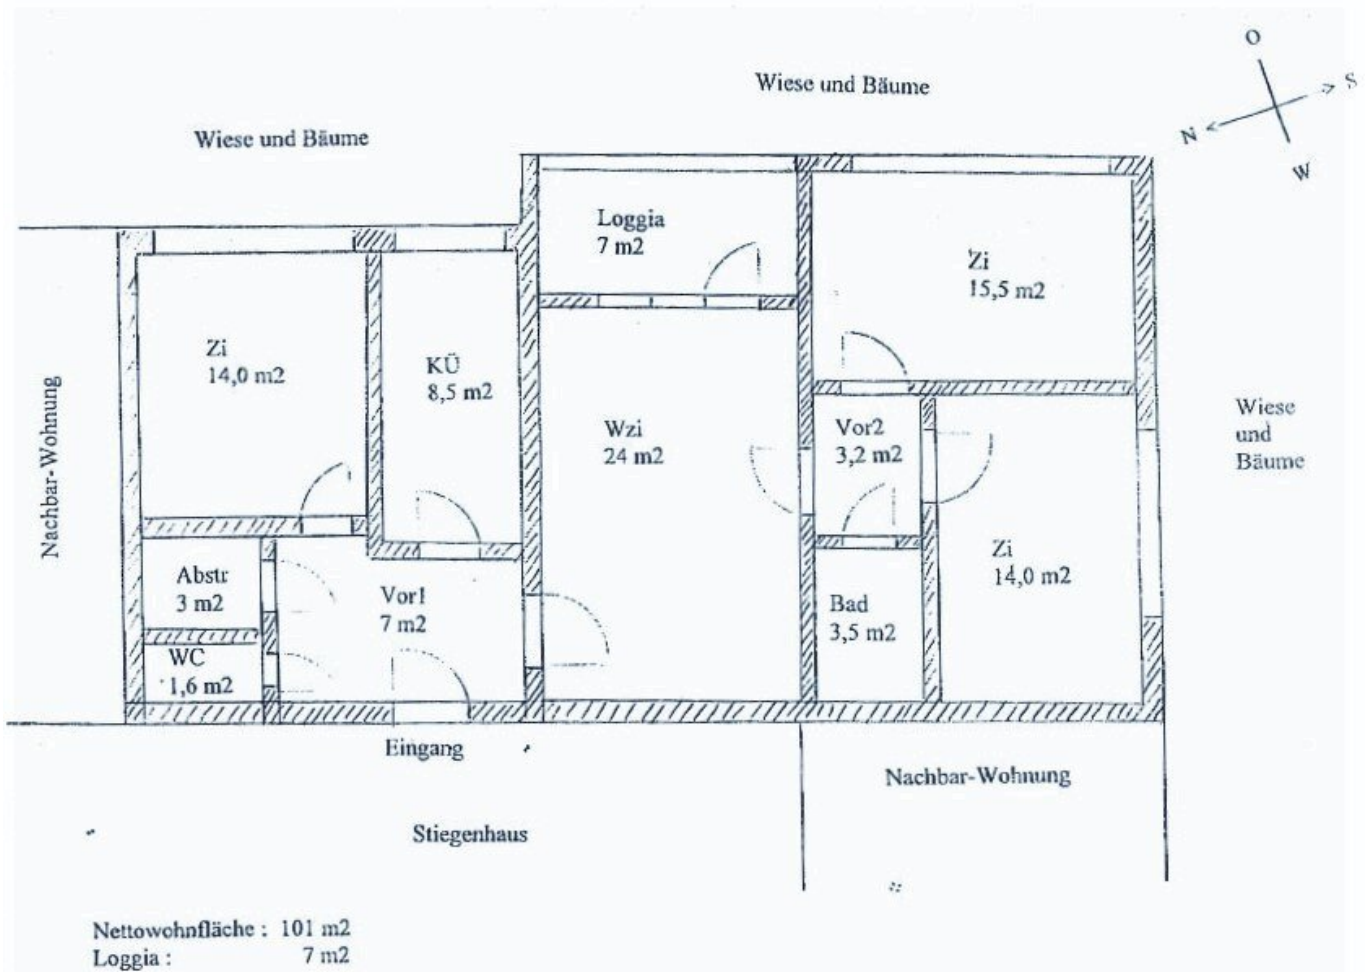 O
S
Wiese und Bäume
N
Wiese und Bäume
W
Loggia
7 m2
Zi
15,5 m2
Zi
14,0 m2
KÜ
8,5 m2
Nachbar-Wohnung
Wzi
24 m2
Vor2
3,2 m2
Wiese
und
Bäume
Zi
14,0 m2
Abstr
3 m2
Vor1
7 m2
Bad
3,5 m2
WC
1,6 m2
Eingang
Nachbar-Wohnung
Stiegenhaus
Nettowohnfläche : 101 m2
Loggia : 7 m2